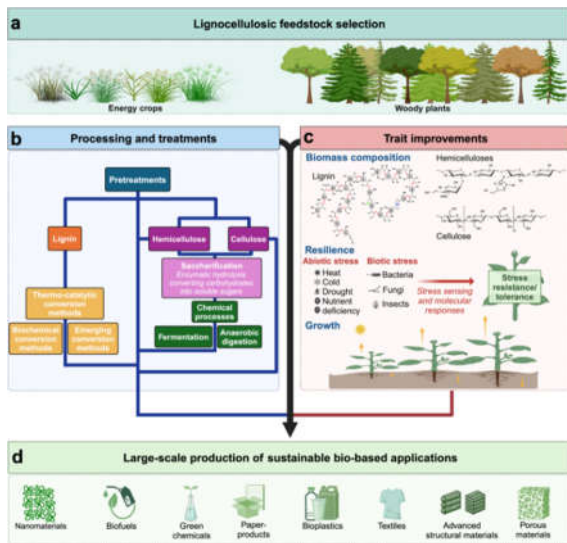 a
Lignocellulosic feedstock selection
Energy crops
Woody plants
b
Processing and treatments
Pretreatments
Lignin
Hemicellulose
Cellulose
Saccharification
Enzymatic hydrolysis
converting carbohydrates
into soluble sugars
Thermo-catalytic
conversion
methods
Chemical
processes
Biochemical
conversion
methods
Emerging
conversion
methods
Fermentation
Anaerobic
digestion
c
Trait improvements
Biomass composition
Lignin
Hemicelluloses
Cellulose
Resilience
Abiotic stress
Heat
Cold
Drought
Nutrient
deficiency
Biotic stress
Bacteria
Fungi
Insects
Stress sensing
and molecular
responses
Stress
resistance/
tolerance
Growth
d
Large-scale production of sustainable bio-based applications
Nanomaterials
Biofuels
Green
chemicals
Paper-
products
Bioplastics
Textiles
Advanced
structural materials
Porous
materials